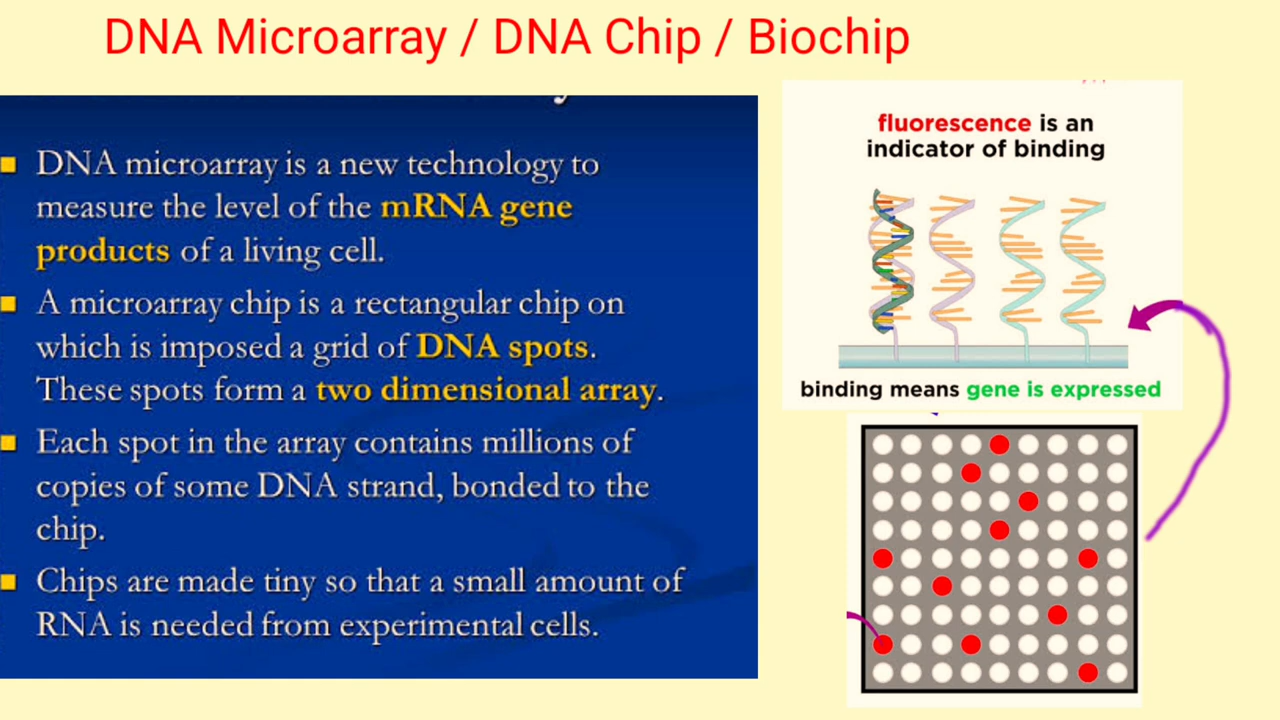 DNA Microarray / DNA Chip / Biochip
DNA microarray is a new technology to
measure the level of the mRNA gene
products of a living cell.
A microarray chip is a rectangular chip on
which is imposed a grid of DNA spots.
These spots form a two dimensional array.
Each spot in the array contains millions of
copies of some DNA strand, bonded to the
chip.
Chips are made tiny so that a small amount of
RNA is needed from experimental cells.
fluorescence is an
indicator of binding
binding means gene is expressed